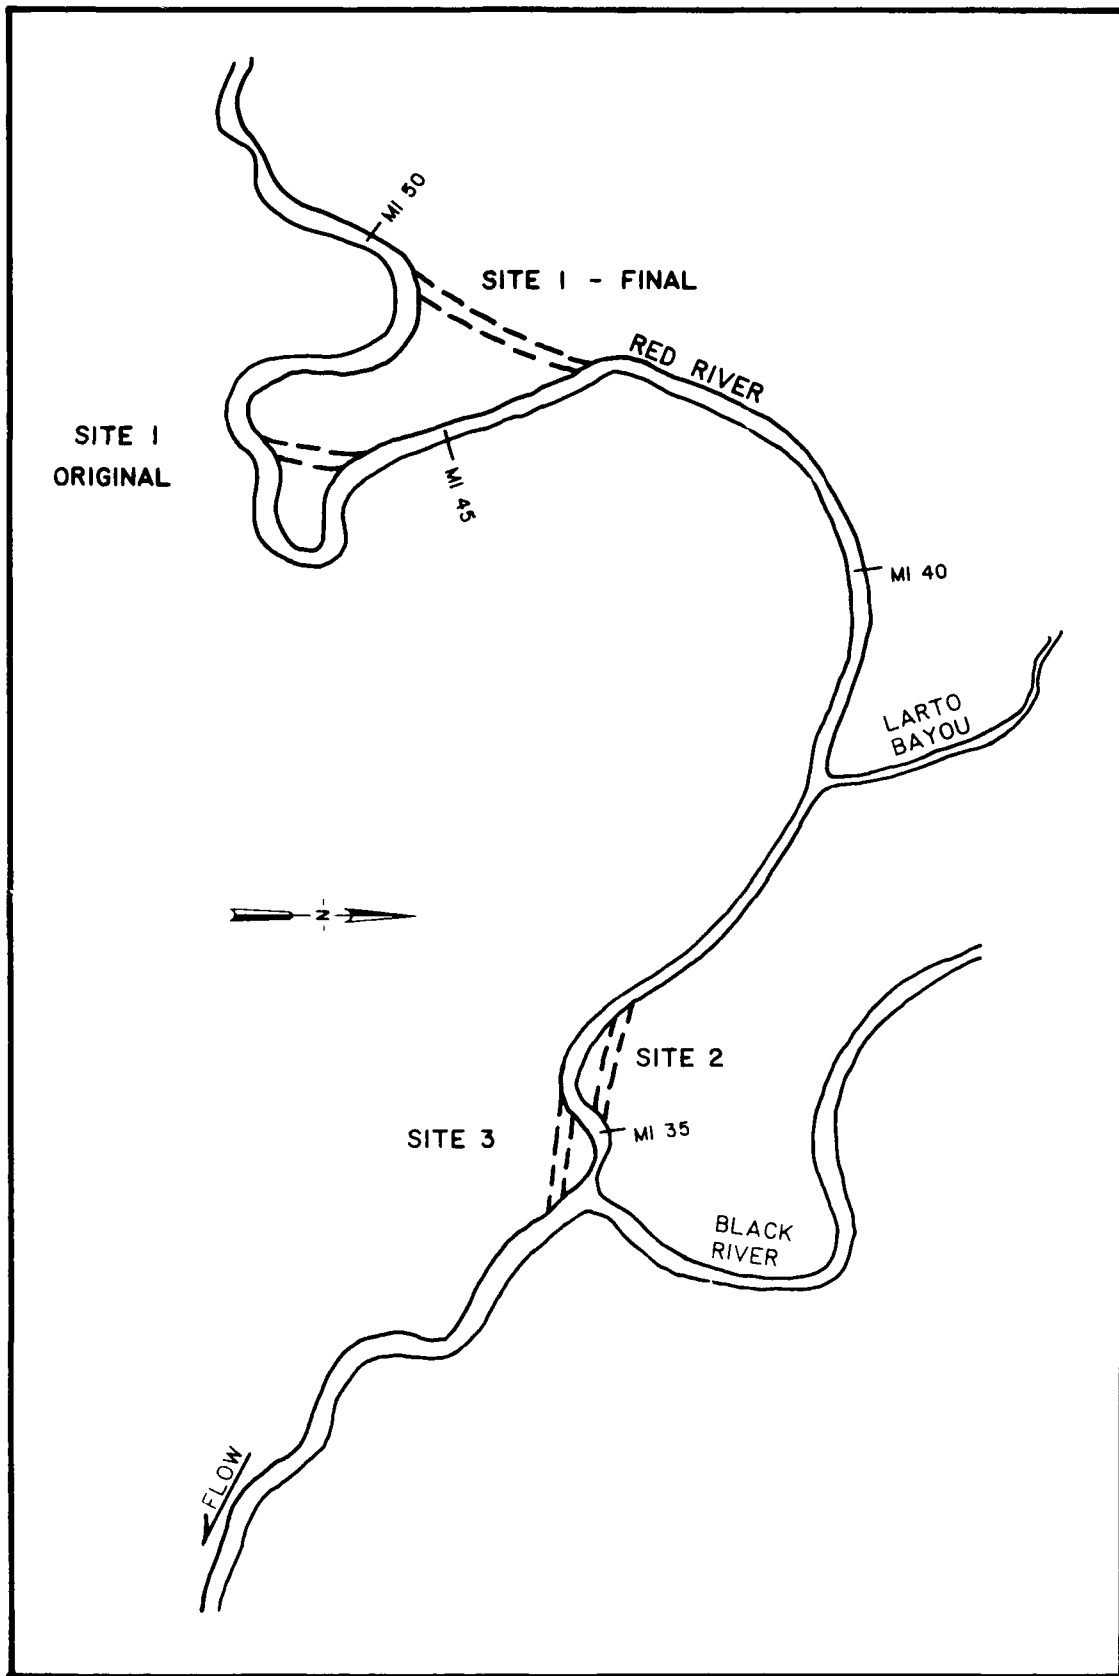 MI 50
SITE 1 - FINAL
RED RIVER
SITE 1
ORIGINAL
MI 45
MI 40
LARTO
BAYOU
N
SITE 2
MI 35
SITE 3
BLACK
RIVER
FLOW